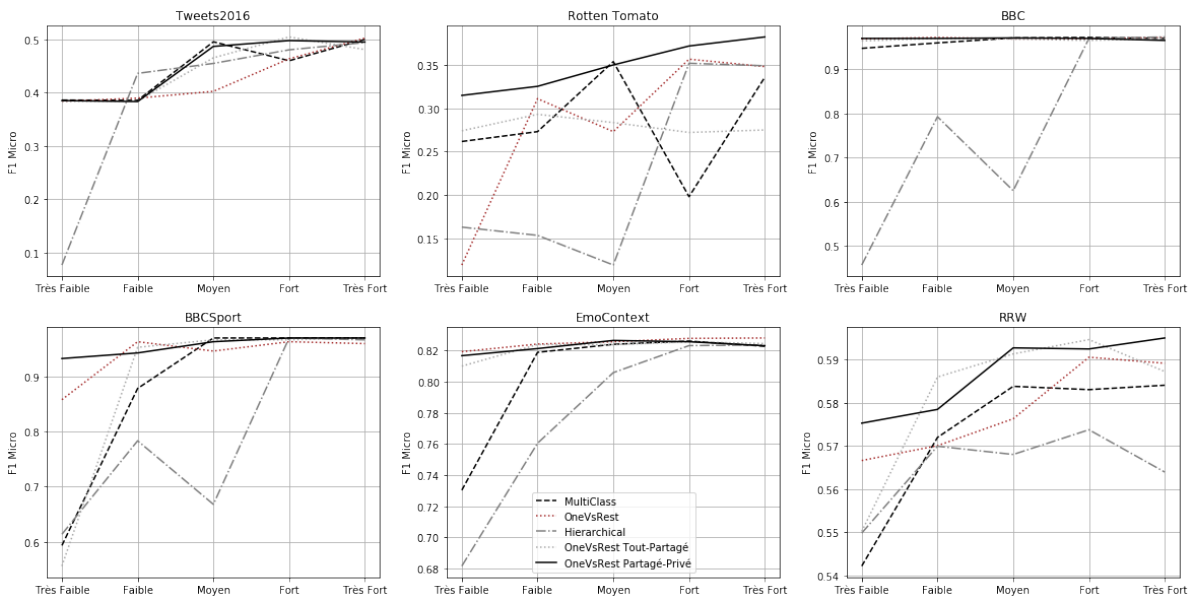 Tweets2016
F1 Micro
0.5
0.4
0.3
0.2
0.1
Très Faible Faible Moyen Fort Très Fort
Rotten Tomato
F1 Micro
0.35
0.30
0.25
0.20
0.15
Très Faible Faible Moyen Fort Très Fort
BBC
F1 Micro
0.9
0.8
0.7
0.6
0.5
Très Faible Faible Moyen Fort Très Fort
BBCSport
F1 Micro
0.9
0.8
0.7
0.6
Très Faible Faible Moyen Fort Très Fort
EmoContext
F1 Micro
0.82
0.80
0.78
0.76
0.74
0.72
0.70
0.68
MultiClass
OneVsRest
Hierarchical
OneVsRest Tout-Partagé
OneVsRest Partagé-Privé
Très Faible Faible Moyen Fort Très Fort
RRW
F1 Micro
0.59
0.58
0.57
0.56
0.55
0.54
Très Faible Faible Moyen Fort Très Fort